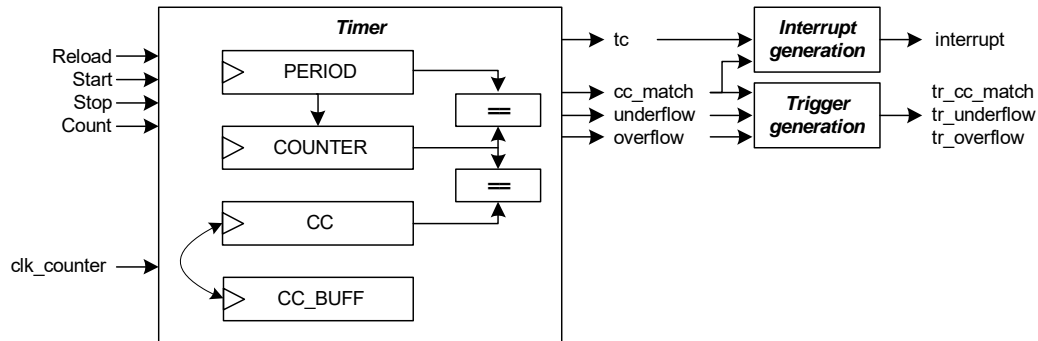 Timer
Reload
Start
Stop
Count
clk_counter
PERIOD
COUNTER
CC
CC_BUFF
==
==
tc
cc_match
underflow
overflow
Interrupt
generation
Trigger
generation
interrupt
tr_cc_match
tr_underflow
tr_overflow